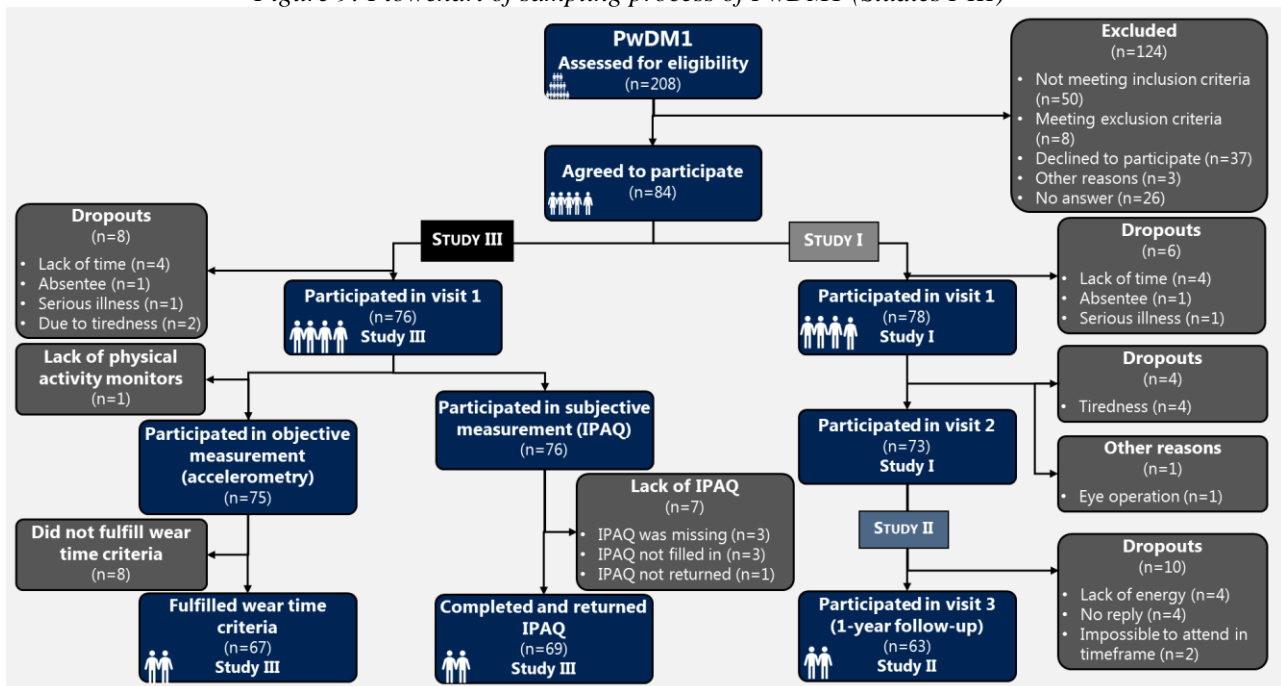 Figure 9: Flowchart of sampling process of PwDM1 (Studies I-III)
PwDM1
Assessed for eligibility
(n=208)
Excluded
(n=124)
• Not meeting inclusion criteria
(n=50)
• Meeting exclusion criteria
(n=8)
• Declined to participate (n=37)
• Other reasons (n=3)
• No answer (n=26)
Agreed to participate
(n=84)
STUDY III
STUDY I
Dropouts
(n=8)
• Lack of time (n=4)
• Absentee (n=1)
• Serious illness (n=1)
• Due to tiredness (n=2)
Participated in visit 1
(n=76)
Study III
Participated in visit 1
(n=78)
Study I
Dropouts
(n=6)
• Lack of time (n=4)
• Absentee (n=1)
• Serious illness (n=1)
Lack of physical
activity monitors
(n=1)
Participated in objective
measurement
(accelerometry)
(n=75)
Participated in subjective
measurement (IPAQ)
(n=76)
Participated in visit 2
(n=73)
Study I
Dropouts
(n=4)
• Tiredness (n=4)
Other reasons
(n=1)
• Eye operation (n=1)
Did not fulfill wear
time criteria
(n=8)
Lack of IPAQ
(n=7)
• IPAQ was missing (n=3)
• IPAQ not filled in (n=3)
• IPAQ not returned (n=1)
STUDY II
Dropouts
(n=10)
• Lack of energy (n=4)
• No reply (n=4)
• Impossible to attend in
timeframe (n=2)
Fulfilled wear time
criteria
(n=67)
Study III
Completed and returned
IPAQ
(n=69)
Study III
Participated in visit 3
(1-year follow-up)
(n=63)
Study II